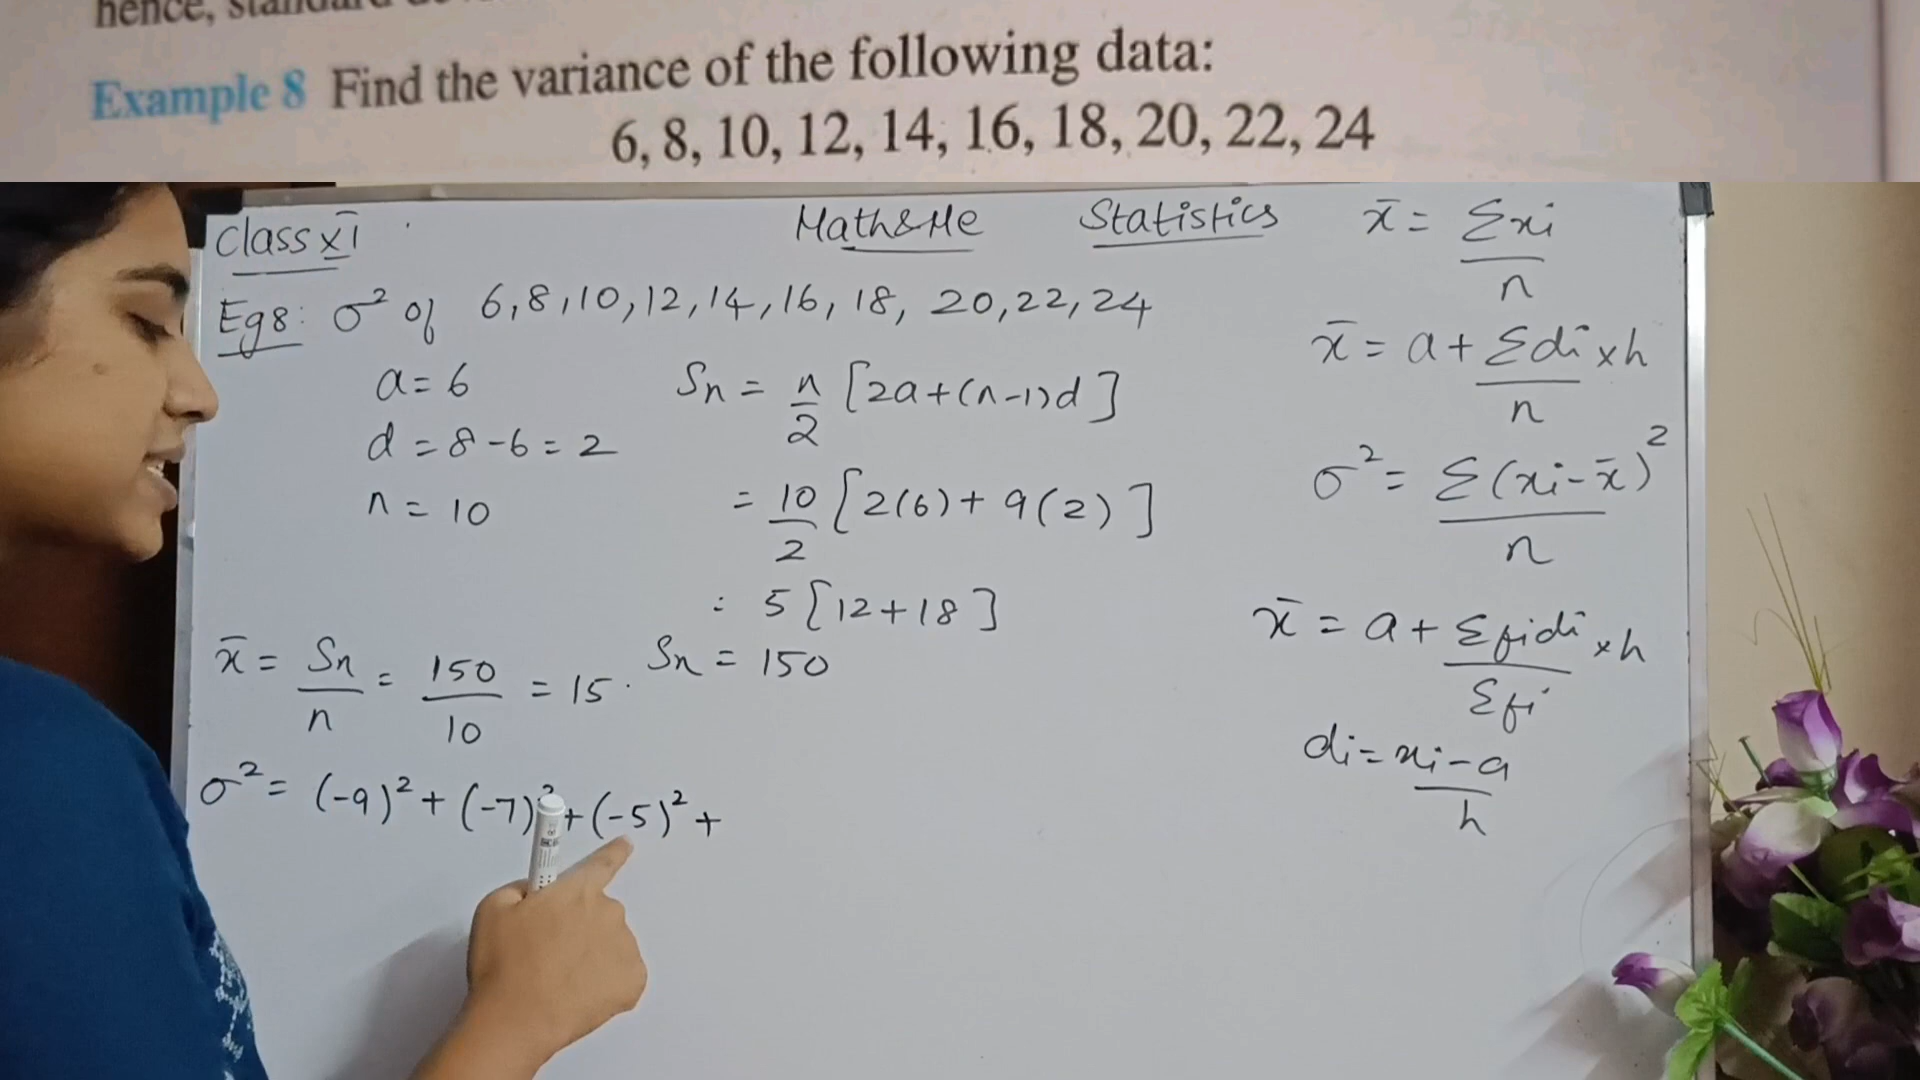 hence, standard
Example 8 Find the variance of the following data:
6, 8, 10, 12, 14, 16, 18, 20, 22, 24
Class XI
Math&Me
Statistics
Eg8: σ² of 6,8,10,12,14,16,18, 20,22,24
a = 6
d = 8-6 = 2
n = 10
Sn = n/2 [2a+(n-1)d]
= 10/2 [2(6)+ 9(2)]
: 5[12+18]
Sn = 150
x̄ = Sn/n = 150/10 = 15.
σ² = (-9)² + (-7)² + (-5)² +
x̄ = Σxi/n
x̄ = a + Σdi/n × h
σ² = Σ(xi-x̄)²/n
x̄ = a + Σfidi/Σfi × h
di = xi-a/h